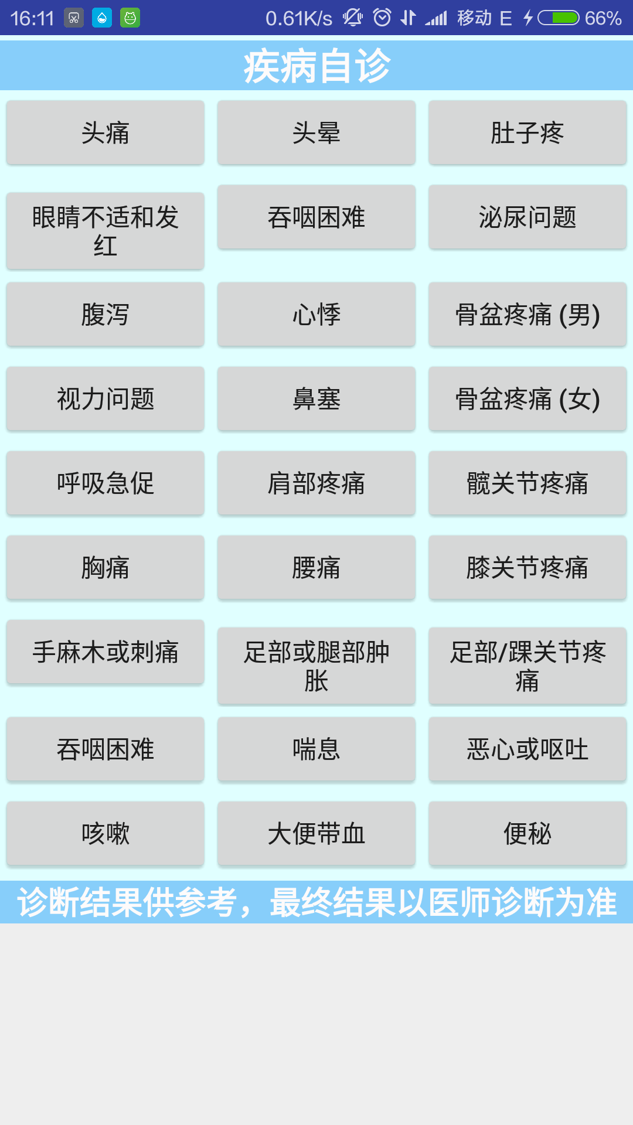 16:11 0.61K/s 移动 E 66%
疾病自诊
头痛 头晕 肚子疼
眼睛不适和发
红
吞咽困难 泌尿问题
腹泻 心悸 骨盆疼痛 (男)
视力问题 鼻塞 骨盆疼痛 (女)
呼吸急促 肩部疼痛 髋关节疼痛
胸痛 腰痛 膝关节疼痛
手麻木或刺痛
足部或腿部肿
胀
足部/踝关节疼
痛
吞咽困难 喘息 恶心或呕吐
咳嗽 大便带血 便秘
诊断结果供参考，最终结果以医师诊断为准